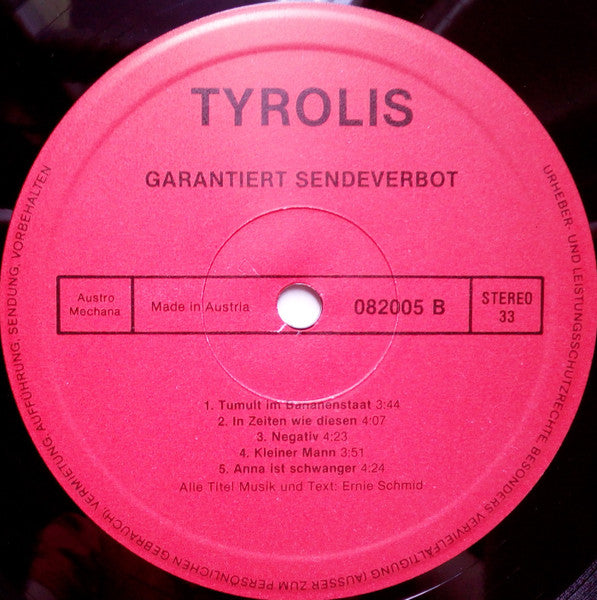 TYROLIS
GARANTIERT SENDEVERBOT
Austro
Mechana
Made in Austria
082005 B
STEREO
33
1. Tumult im Bananenstaat 3:44
2. In Zeiten wie diesen 4:07
3. Negativ 4:23
4. Kleiner Mann 3:51
5. Anna ist schwanger 4:24
Alle Titel Musik und Text: Ernie Schmid
URHEBER- UND LEISTUNGSSCHUTZRECHTE, BESONDERS VERVIELFÄLTIGUNG (AUSSER ZUM PERSÖNLICHEN GEBRAUCH), VERMIETUNG, AUFFÜHRUNG, SENDUNG, VORBEHALTEN